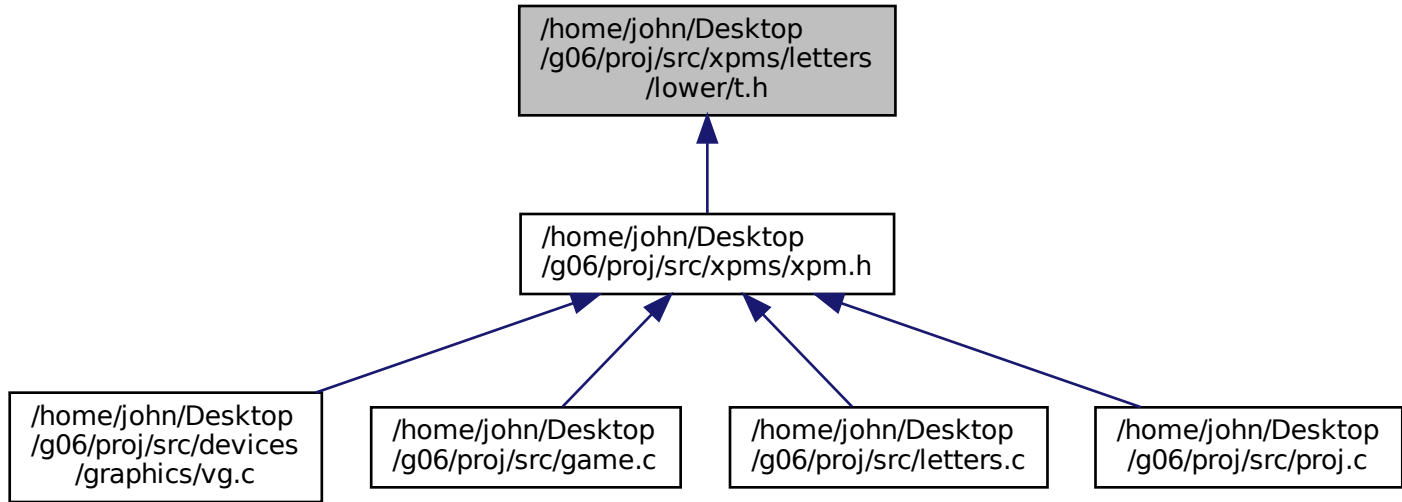 /home/john/Desktop
/g06/proj/src/xpms/letters
/lower/t.h
/home/john/Desktop
/g06/proj/src/xpms/xpm.h
/home/john/Desktop
/g06/proj/src/devices
/graphics/vg.c
/home/john/Desktop
/g06/proj/src/game.c
/home/john/Desktop
/g06/proj/src/letters.c
/home/john/Desktop
/g06/proj/src/proj.c